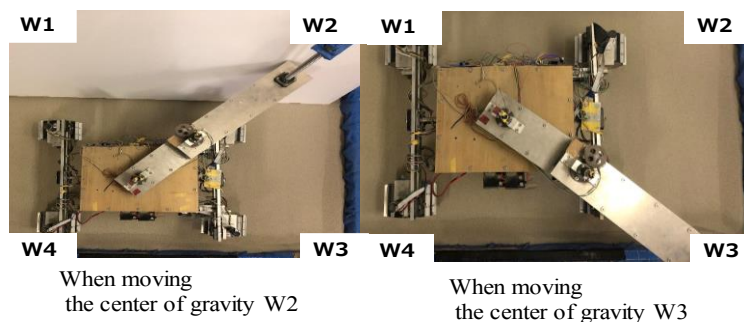 W1
W2
W4
W3
When moving
the center of gravity W2
W1
W2
W4
W3
When moving
the center of gravity W3